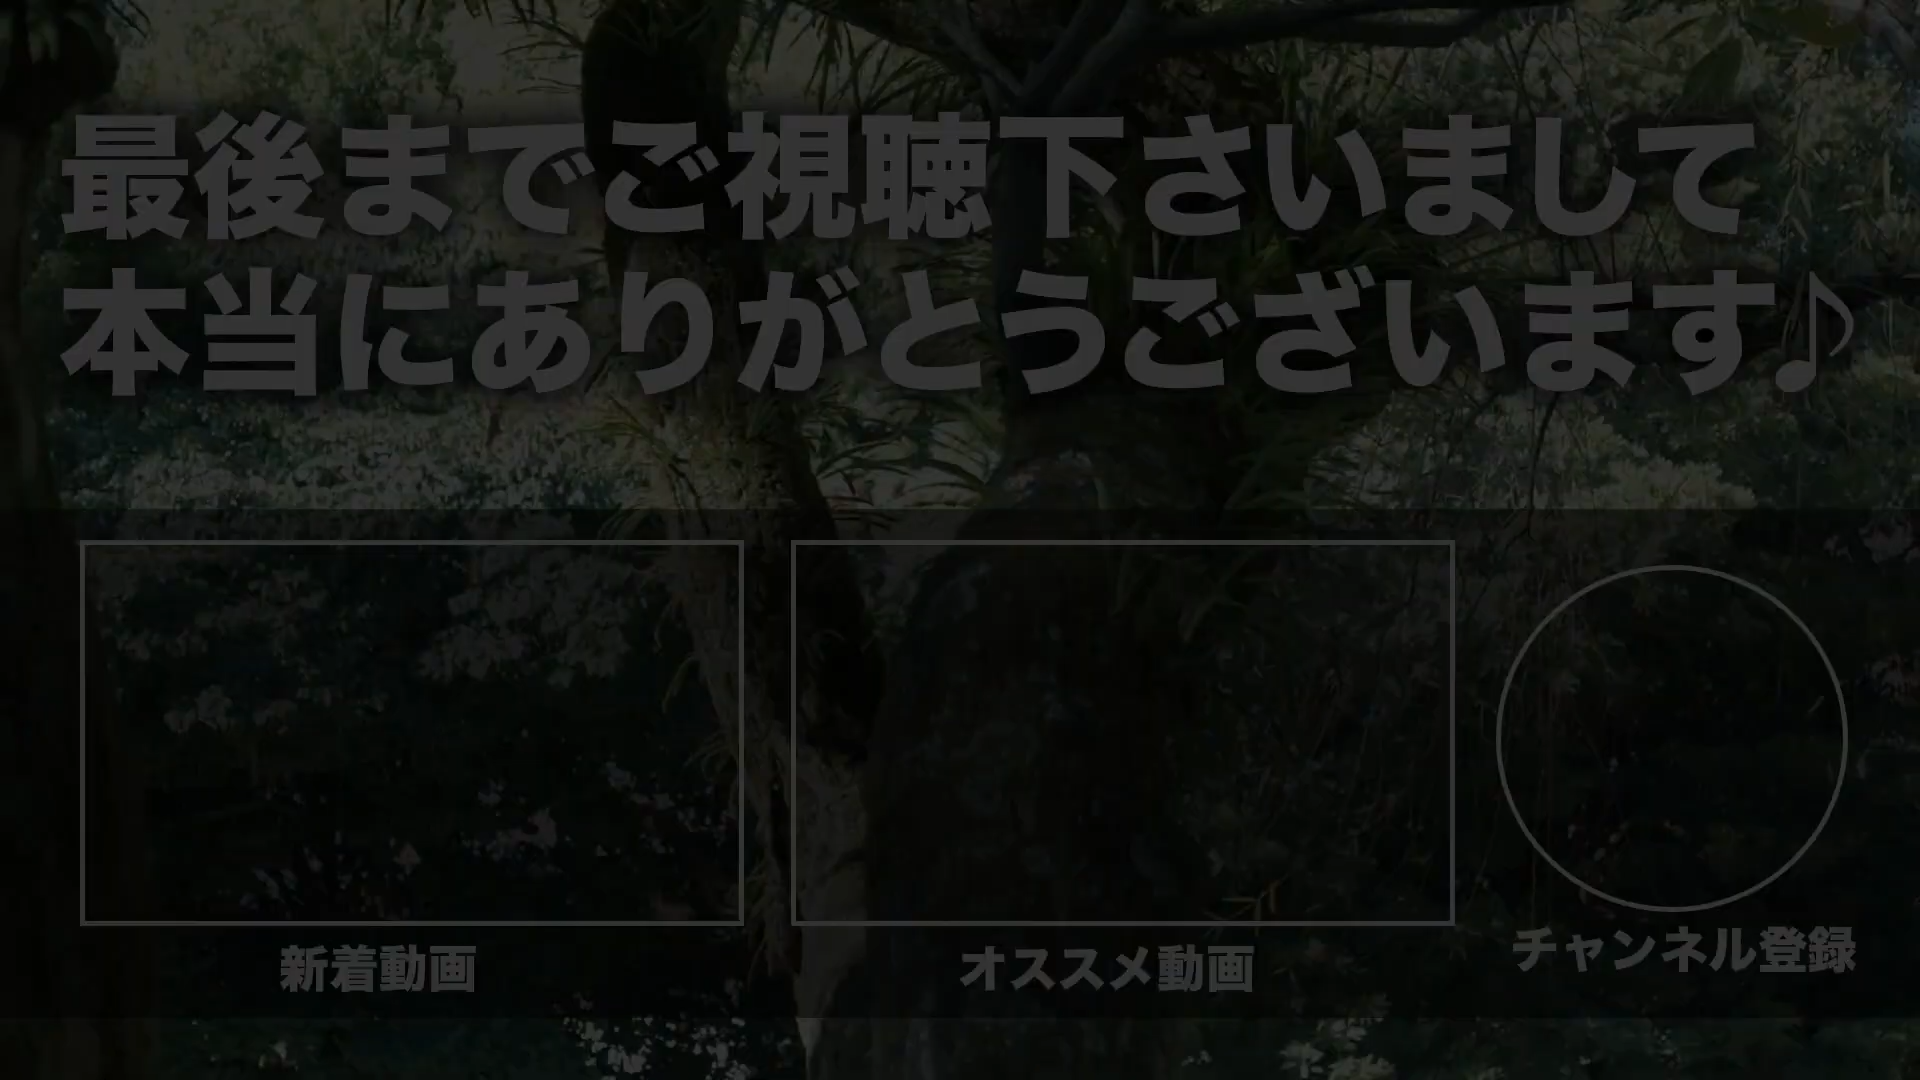 最後までご視聴下さいまして
本当にありがとうございます♪
新着動画
オススメ動画
チャンネル登録